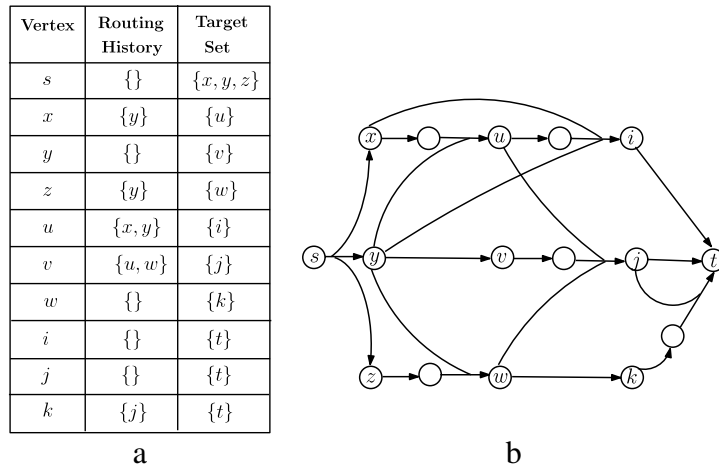 Vertex Routing History Target Set
s {} {x, y, z}
x {y} {u}
y {} {v}
z {y} {w}
u {x, y} {i}
v {u, w} {j}
w {} {k}
i {} {t}
j {} {t}
k {j} {t}
a
x u i
s y v j t
z w k
b